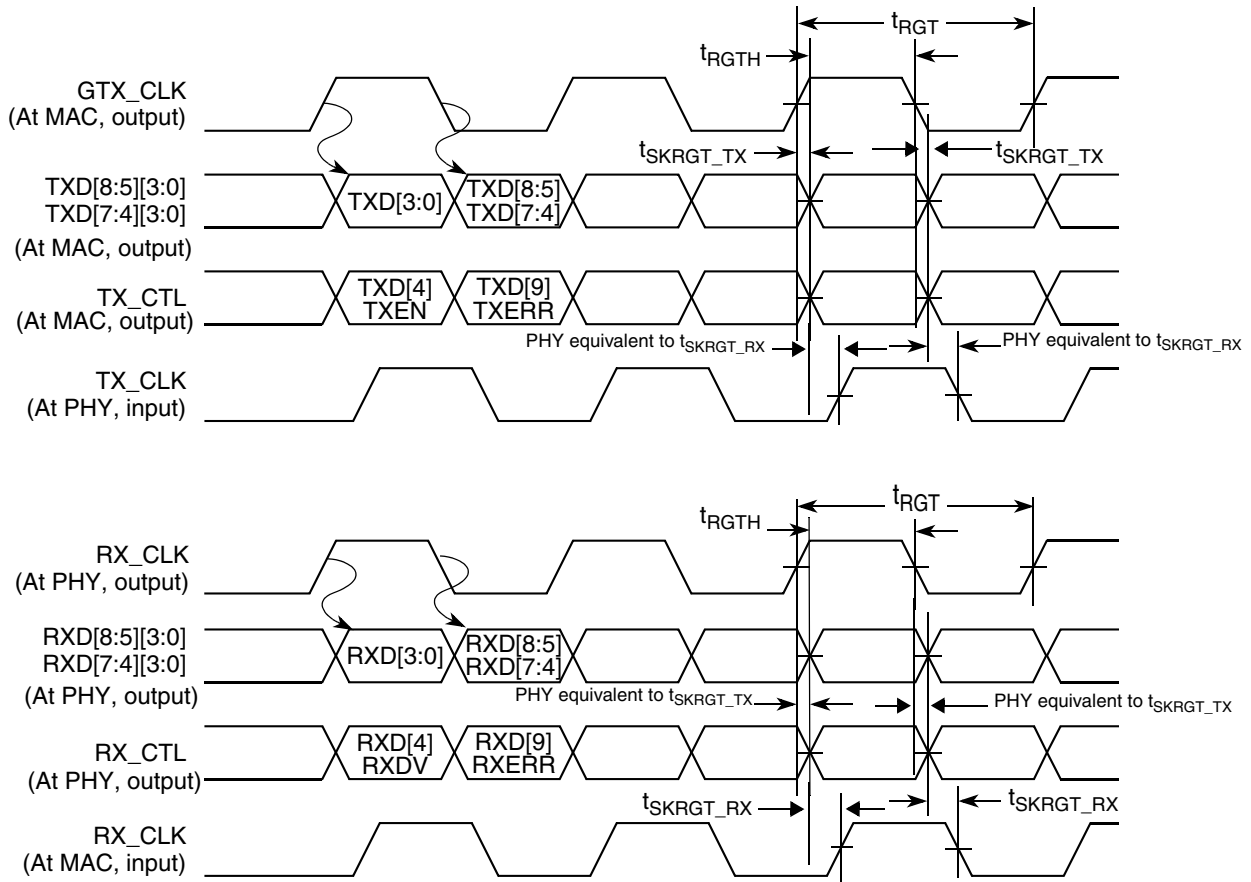 tRGT
tRGTH
GTX_CLK
(At MAC, output)
tSKRGT_TX
tSKRGT_TX
TXD[8:5][3:0]
TXD[7:4][3:0]
(At MAC, output)
TXD[3:0]
TXD[8:5]
TXD[7:4]
TX_CTL
(At MAC, output)
TXD[4]
TXEN
TXD[9]
TXERR
PHY equivalent to tSKRGT_RX
PHY equivalent to tSKRGT_RX
TX_CLK
(At PHY, input)
tRGT
tRGTH
RX_CLK
(At PHY, output)
RXD[8:5][3:0]
RXD[7:4][3:0]
(At PHY, output)
RXD[3:0]
RXD[8:5]
RXD[7:4]
PHY equivalent to tSKRGT_TX
PHY equivalent to tSKRGT_TX
RX_CTL
(At PHY, output)
RXD[4]
RXDV
RXD[9]
RXERR
tSKRGT_RX
tSKRGT_RX
RX_CLK
(At MAC, input)